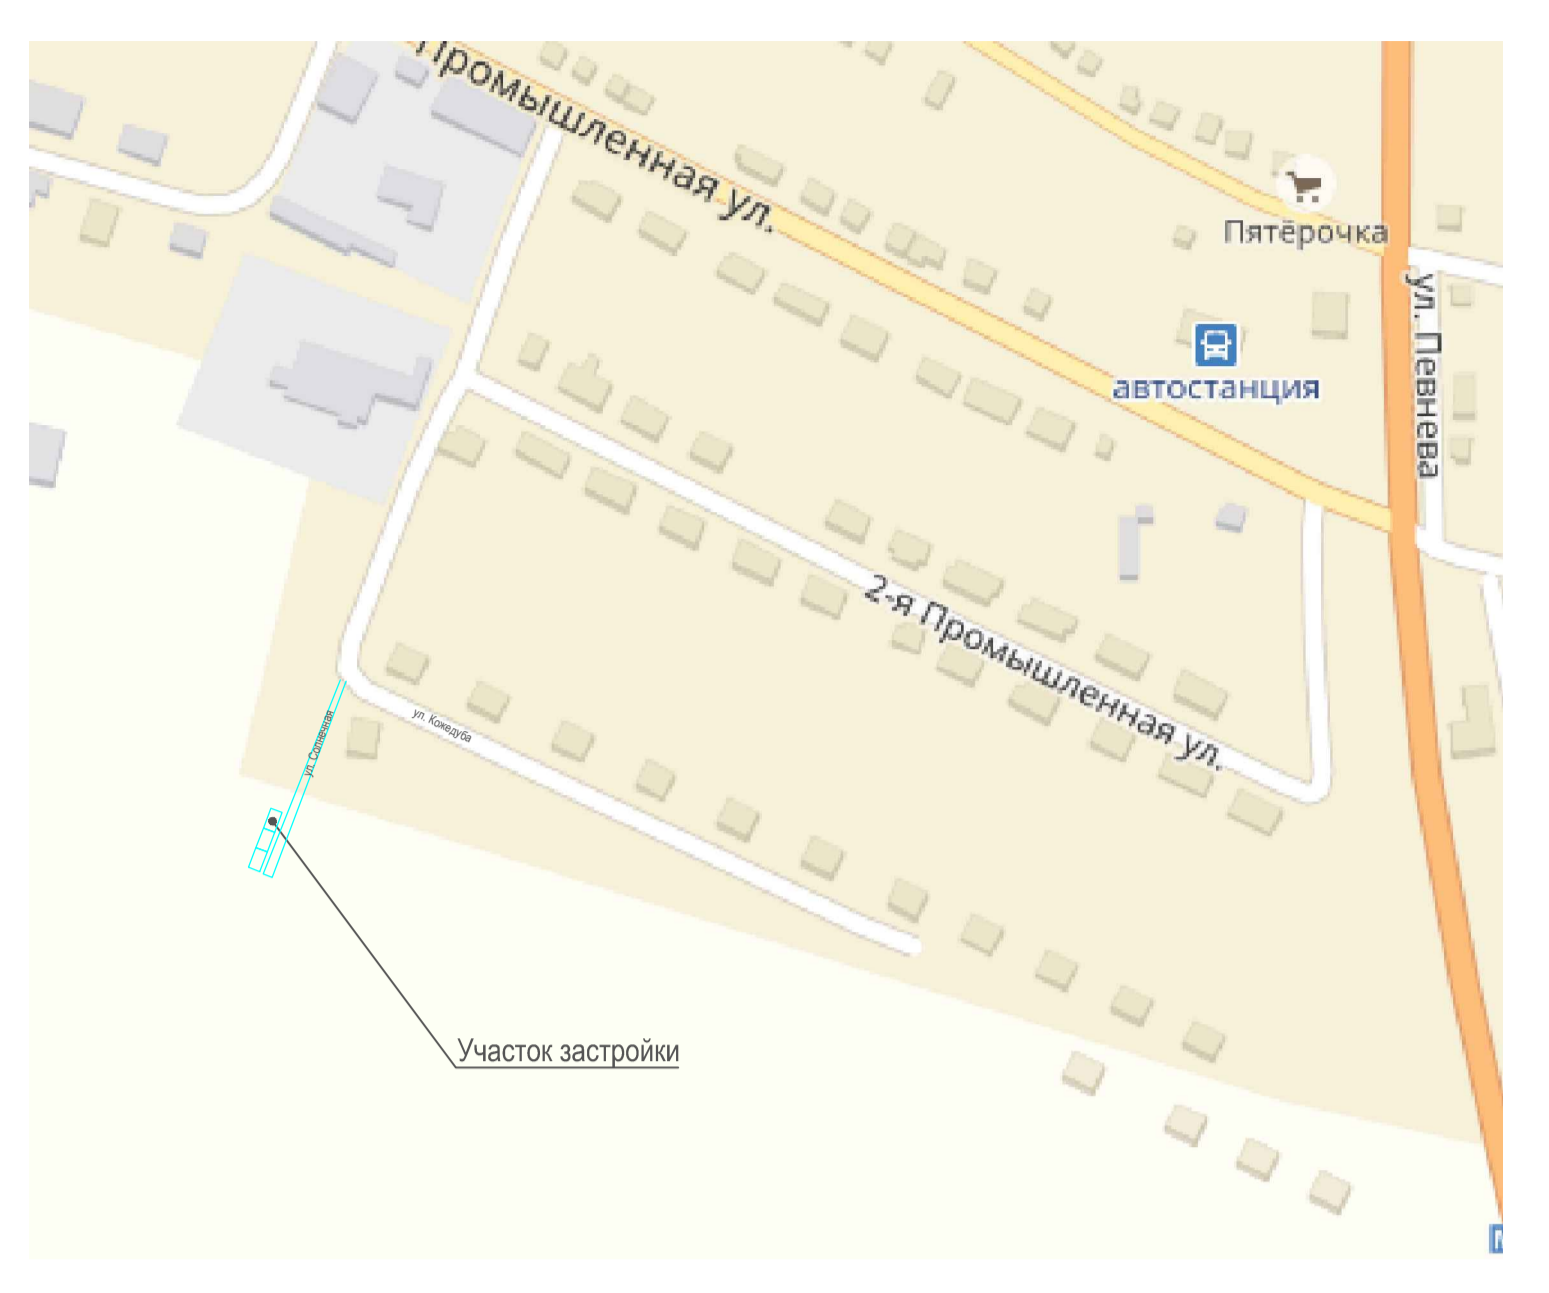 Промышленная ул.
Пятёрочка
автостанция
ул. Певнева
2-я Промышленная ул.
ул. Солнечная
ул. Кожедуба
Участок застройки